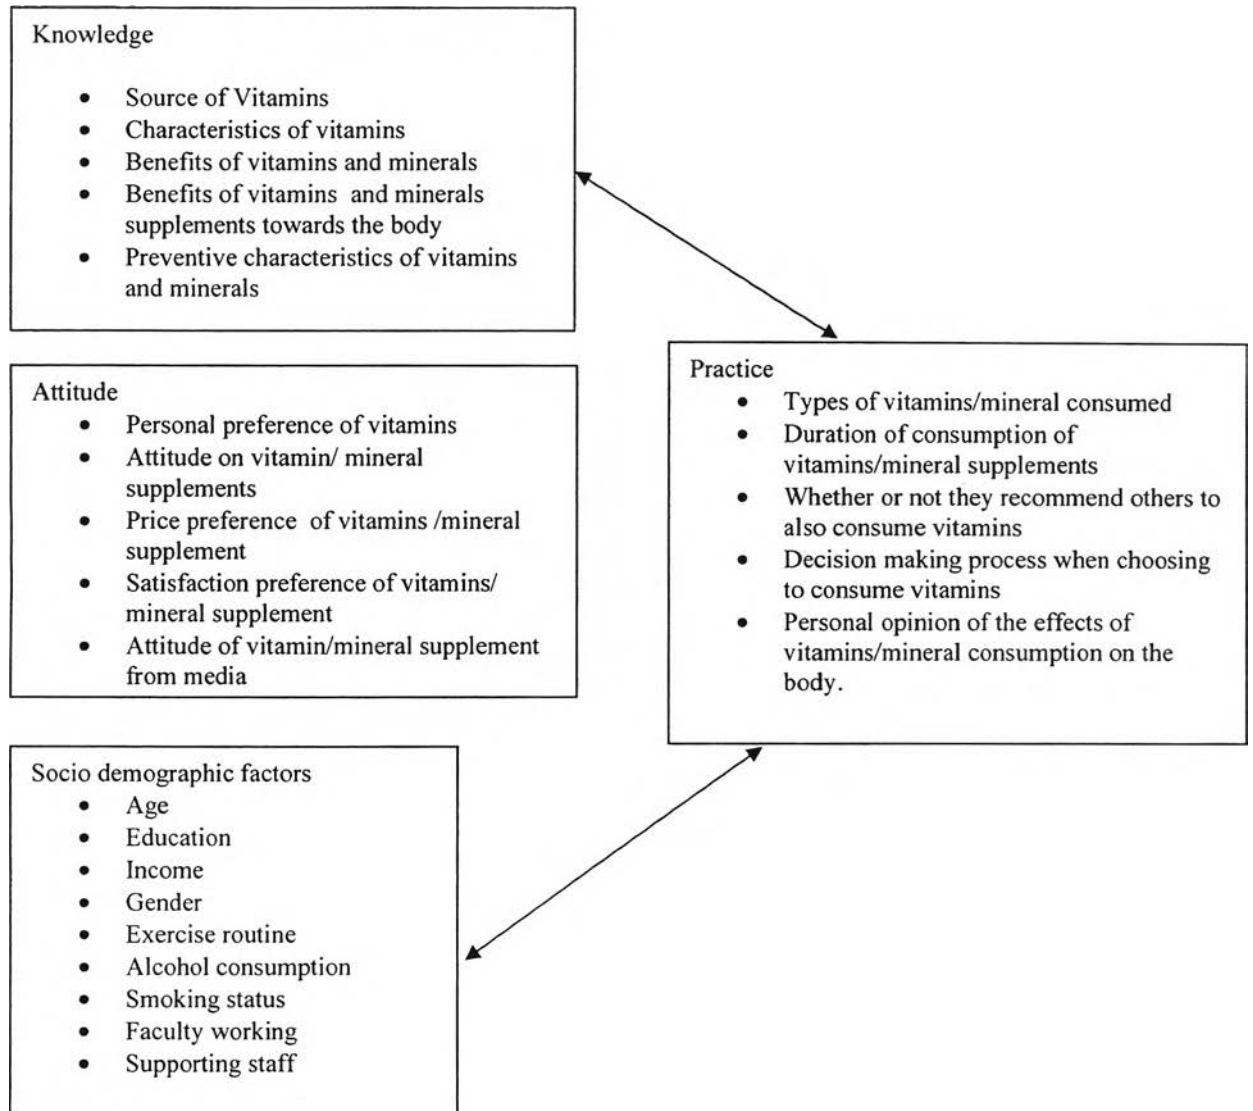 Knowledge
• Source of Vitamins
• Characteristics of vitamins
• Benefits of vitamins and minerals
• Benefits of vitamins and minerals
supplements towards the body
• Preventive characteristics of vitamins
and minerals
Attitude
• Personal preference of vitamins
• Attitude on vitamin/ mineral
supplements
• Price preference of vitamins /mineral
supplement
• Satisfaction preference of vitamins/
mineral supplement
• Attitude of vitamin/mineral supplement
from media
Socio demographic factors
• Age
• Education
• Income
• Gender
• Exercise routine
• Alcohol consumption
• Smoking status
• Faculty working
• Supporting staff
Practice
• Types of vitamins/mineral consumed
• Duration of consumption of
vitamins/mineral supplements
• Whether or not they recommend others to
also consume vitamins
• Decision making process when choosing
to consume vitamins
• Personal opinion of the effects of
vitamins/mineral consumption on the
body.